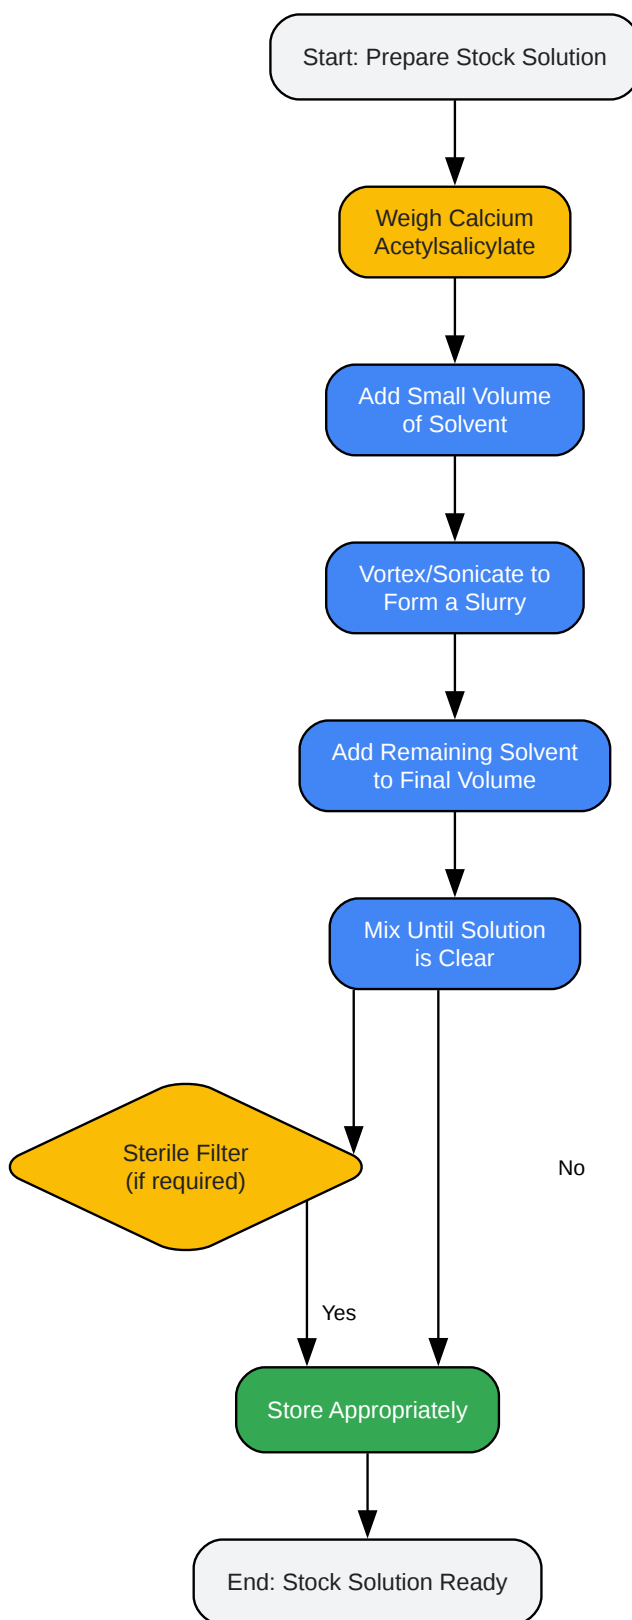 Start: Prepare Stock Solution
Weigh Calcium
Acetylsalicylate
Add Small Volume
of Solvent
Vortex/Sonicate to
Form a Slurry
Add Remaining Solvent
to Final Volume
Mix Until Solution
is Clear
Sterile Filter
(if required)
No
Yes
Store Appropriately
End: Stock Solution Ready